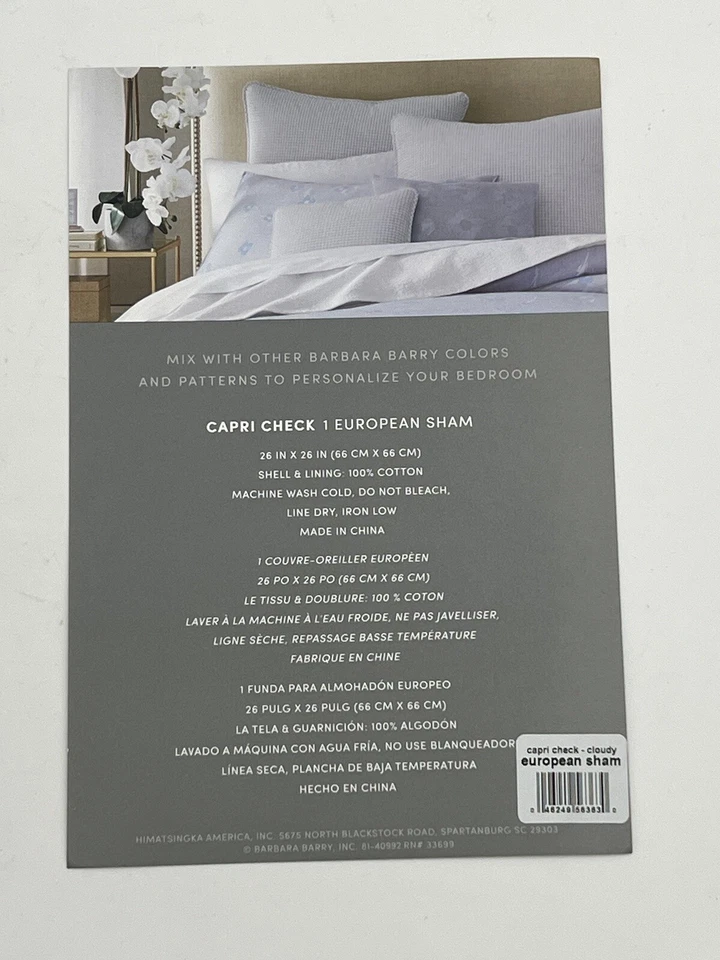 MIX WITH OTHER BARBARA BARRY COLORS
AND PATTERNS TO PERSONALIZE YOUR BEDROOM
CAPRI CHECK 1 EUROPEAN SHAM
26 IN X 26 IN (66 CM X 66 CM)
SHELL & LINING: 100% COTTON
MACHINE WASH COLD, DO NOT BLEACH,
LINE DRY, IRON LOW
MADE IN CHINA
1 COUVRE-OREILLER EUROPÉEN
26 PO X 26 PO (66 CM X 66 CM)
LE TISSU & DOUBLURE: 100 % COTON
LAVER À LA MACHINE À L'EAU FROIDE, NE PAS JAVELLISER,
LIGNE SÈCHE, REPASSAGE BASSE TEMPÉRATURE
FABRIQUE EN CHINE
1 FUNDA PARA ALMOHADÓN EUROPEO
26 PULG X 26 PULG (66 CM X 66 CM)
LA TELA & GUARNICIÓN: 100% ALGODÓN
LAVADO A MÁQUINA CON AGUA FRÍA, NO USE BLANQUEADOR
LÍNEA SECA, PLANCHA DE BAJA TEMPERATURA
HECHO EN CHINA
capri check - cloudy
european sham
0 46249 56363 0
HIMATSINGKA AMERICA, INC. 5675 NORTH BLACKSTOCK ROAD, SPARTANBURG SC 29303
© BARBARA BARRY, INC. 81-40992 RN# 33699